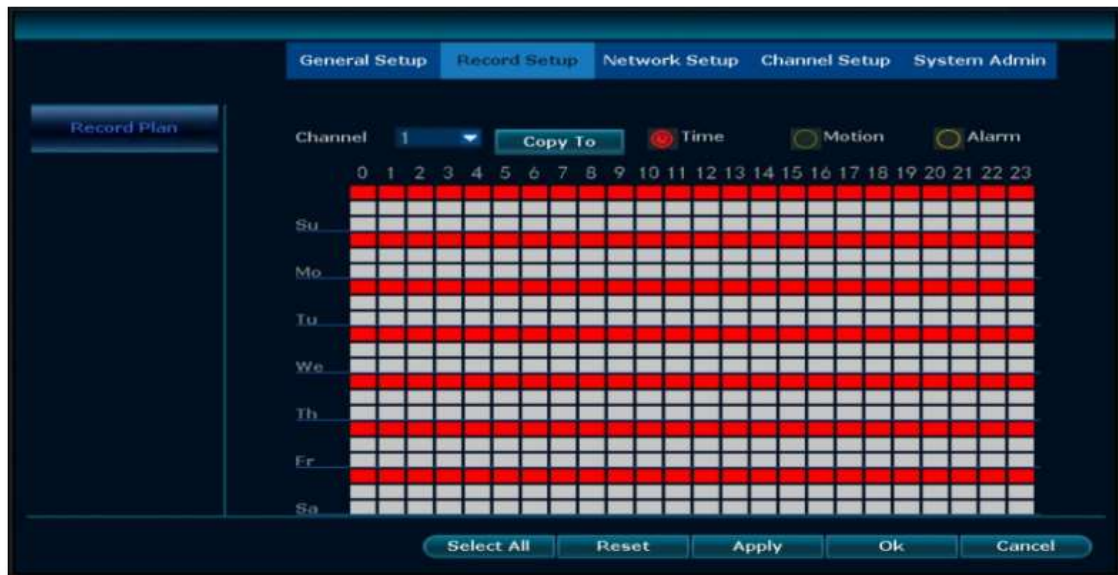 General Setup Record Setup Network Setup Channel Setup System Admin
Record Plan
Channel 1 Copy To Time Motion Alarm
0 1 2 3 4 5 6 7 8 9 10 11 12 13 14 15 16 17 18 19 20 21 22 23
Su
Mo
Tu
We
Th
Fr
Sa
Select All Reset Apply Ok Cancel